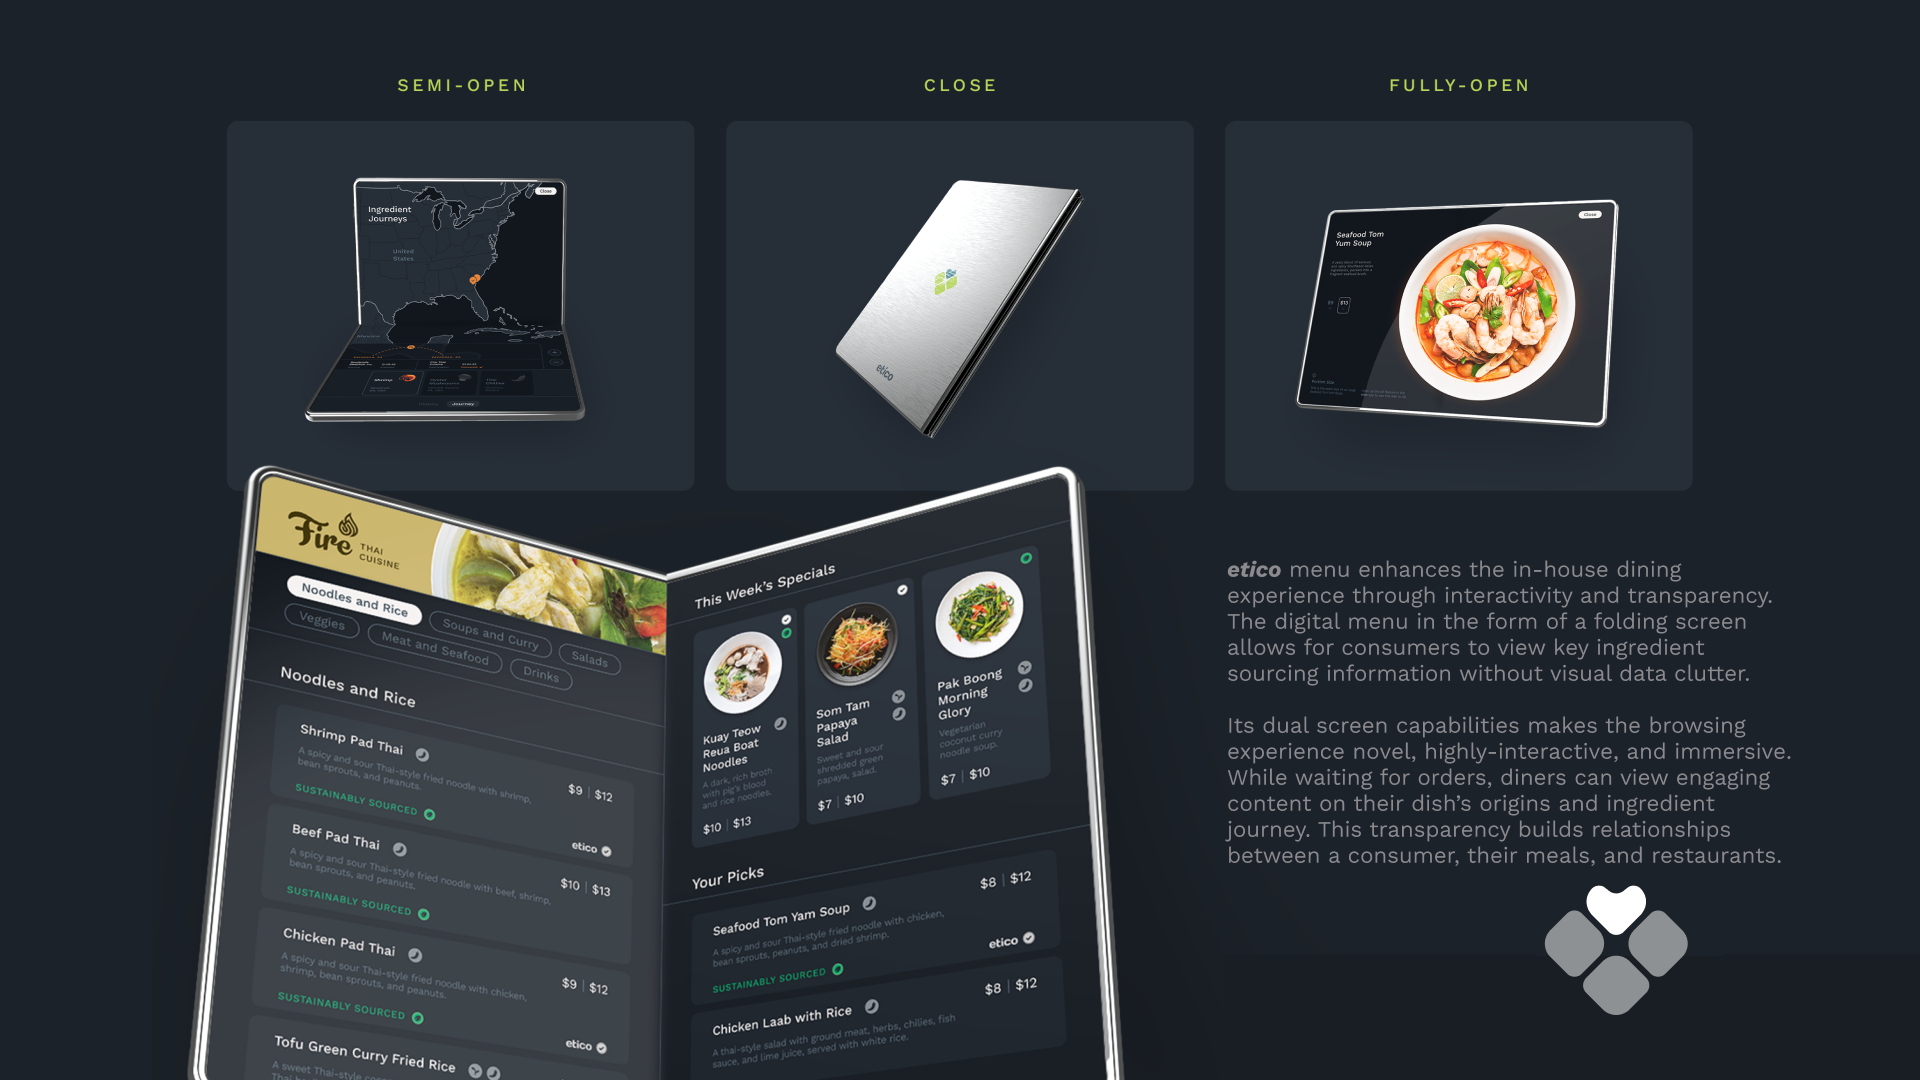 SEMI-OPEN
CLOSE
FULLY-OPEN
Close
Ingredient
Journeys
United
States
Shrimp
Journey
etico
Close
Seafood Tom
Yum Soup
$9
$13
Fire
THAI
CUISINE
Noodles and Rice
Soups and Curry
Salads
Veggies
Meat and Seafood
Drinks
Noodles and Rice
Shrimp Pad Thai
A spicy and sour Thai-style fried noodle with shrimp,
bean sprouts, and peanuts.
$9 | $12
SUSTAINABLY SOURCED
etico
Beef Pad Thai
A spicy and sour Thai-style fried noodle with beef, shrimp,
bean sprouts, and peanuts.
$10 | $13
SUSTAINABLY SOURCED
Chicken Pad Thai
A spicy and sour Thai-style fried noodle with chicken,
shrimp, bean sprouts, and peanuts.
$9 | $12
SUSTAINABLY SOURCED
etico
Tofu Green Curry Fried Rice
A sweet Thai-style
This Week's Specials
Kuay Teow
Reua Boat
Noodles
A dark, rich broth
with pig's blood
and rice noodles.
$10 | $13
Som Tam
Papaya
Salad
Sweet and sour
shredded green
papaya, salad.
$7 | $10
Pak Boong
Morning
Glory
Vegetarian
coconut curry
noodle soup.
$7 | $10
Your Picks
Seafood Tom Yam Soup
A spicy and sour Thai-style fried noodle with chicken,
bean sprouts, peanuts, and dried shrimp.
$8 | $12
SUSTAINABLY SOURCED
etico
Chicken Laab with Rice
A thai-style salad with ground meat, herbs, chilies, fish
sauce, and lime juice, served with white rice.
$8 | $12
etico menu enhances the in-house dining
experience through interactivity and transparency.
The digital menu in the form of a folding screen
allows for consumers to view key ingredient
sourcing information without visual data clutter.
Its dual screen capabilities makes the browsing
experience novel, highly-interactive, and immersive.
While waiting for orders, diners can view engaging
content on their dish's origins and ingredient
journey. This transparency builds relationships
between a consumer, their meals, and restaurants.